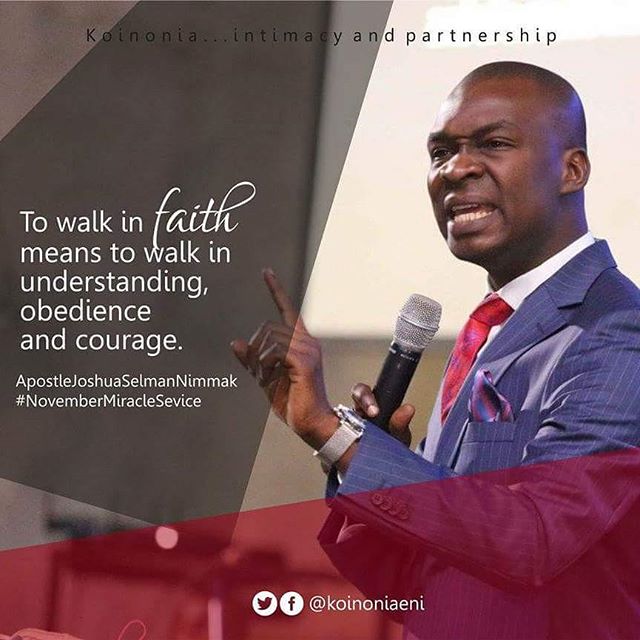 Koinonia...intimacy and partnership
To walk in faith
means to walk in
understanding,
obedience
and courage.
ApostleJoshuaSelmanNimmak
#NovemberMiracleSevice
@koinoniaeni